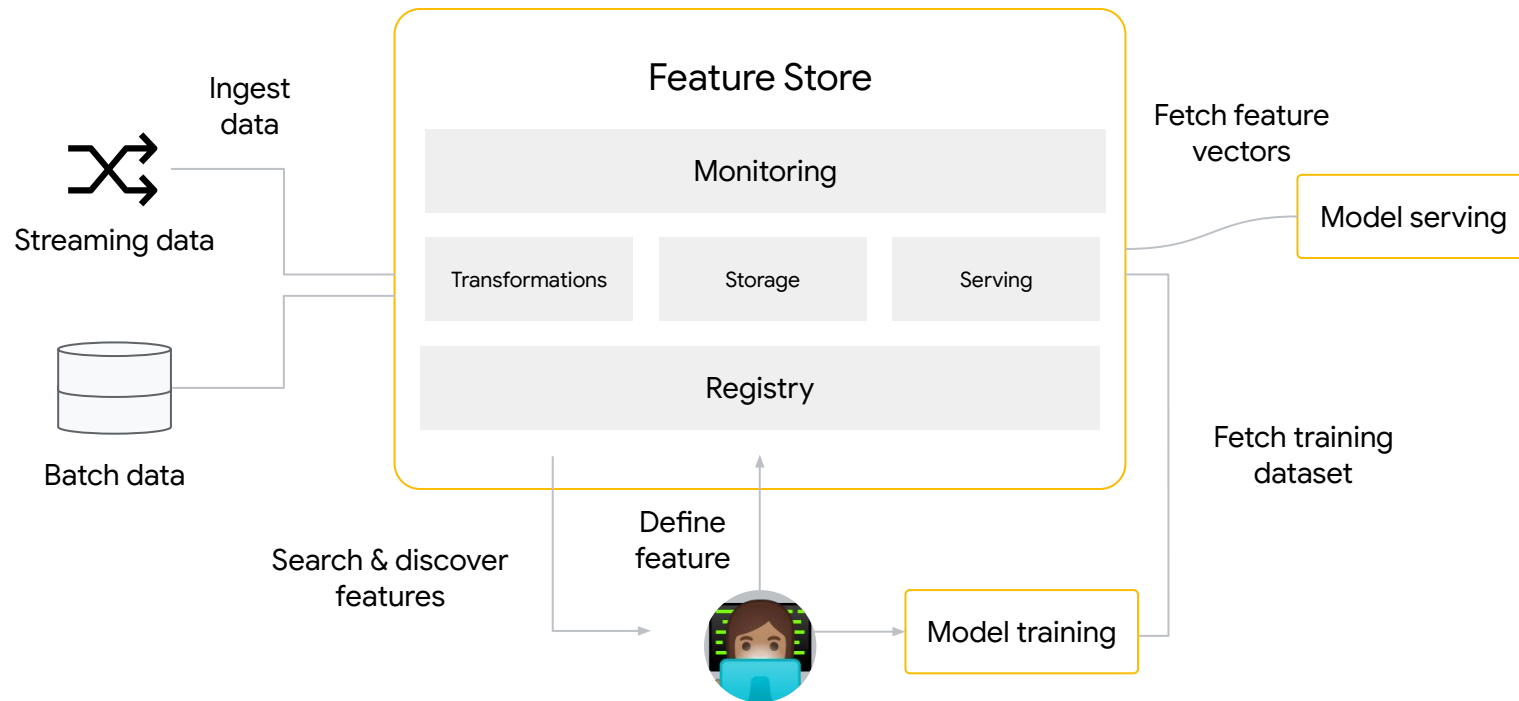 Feature Store
Ingest
data
Streaming data
Batch data
Monitoring
Transformations
Storage
Serving
Registry
Fetch feature
vectors
Model serving
Fetch training
dataset
Search & discover
features
Define
feature
Model training